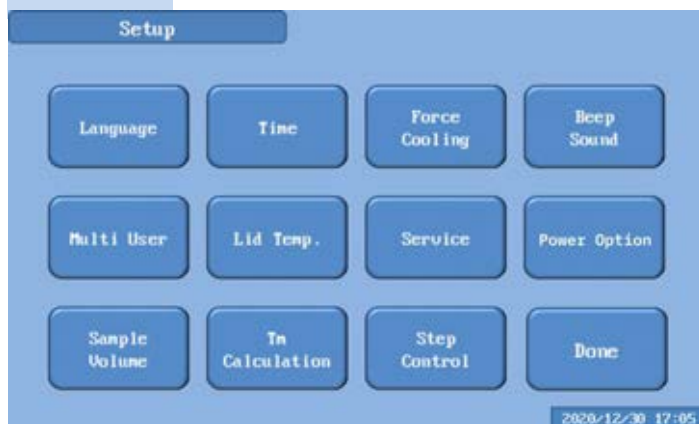 Setup
Language
Time
Force
Cooling
Beep
Sound
Multi User
Lid Temp.
Service
Power Option
Sample
Volume
Tm
Calculation
Step
Control
Done
2020/12/30 17:05